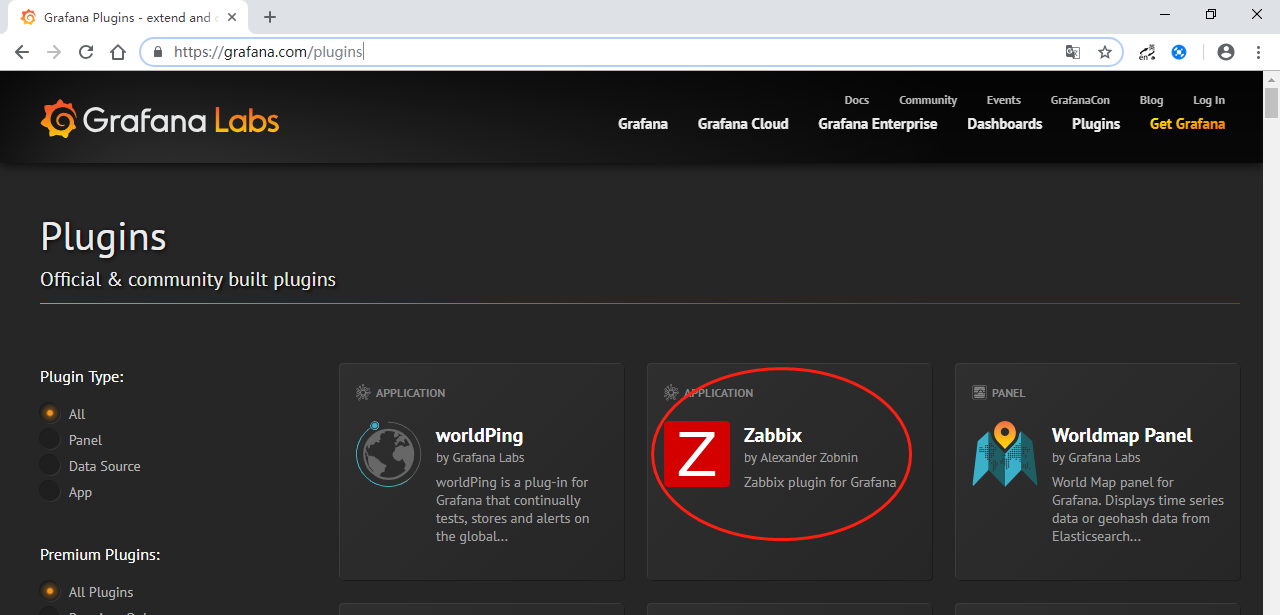 Grafana Plugins - extend and
https://grafana.com/plugins
en
Grafana Labs
Docs Community Events GrafanaCon Blog Log In
Grafana Grafana Cloud Grafana Enterprise Dashboards Plugins Get Grafana
Plugins
Official & community built plugins
Plugin Type:
All
Panel
Data Source
App
Premium Plugins:
All Plugins
APPLICATION
worldPing
by Grafana Labs
worldPing is a plug-in for
Grafana that continually
tests, stores and alerts on
the global...
APPLICATION
Z
Zabbix
by Alexander Zobnin
Zabbix plugin for Grafana
PANEL
Worldmap Panel
by Grafana Labs
World Map panel for
Grafana. Displays time series
data or geohash data from
Elasticsearch...